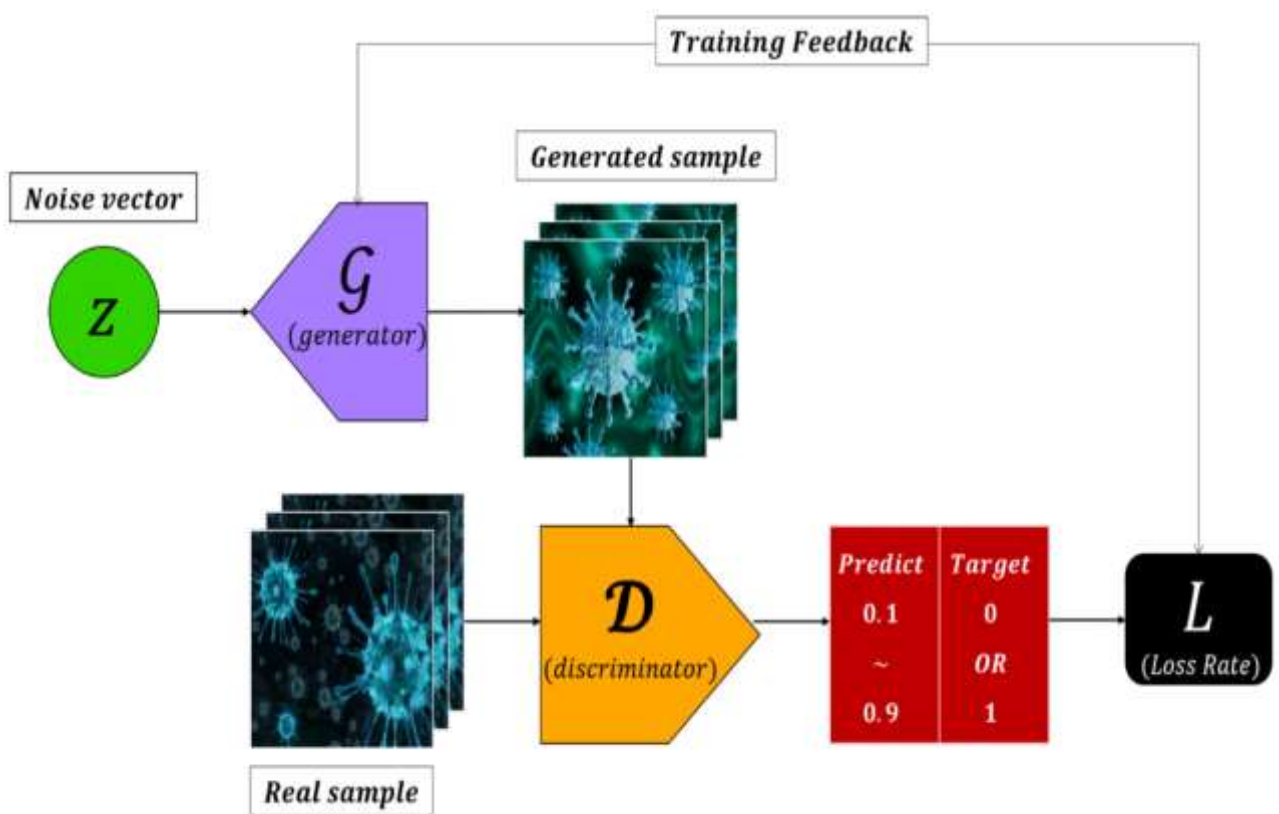 Training Feedback
Generated sample
Noise vector
z
G
(generator)
Real sample
D
(discriminator)
Predict Target
0.1 0
~ OR
0.9 1
L
(Loss Rate)